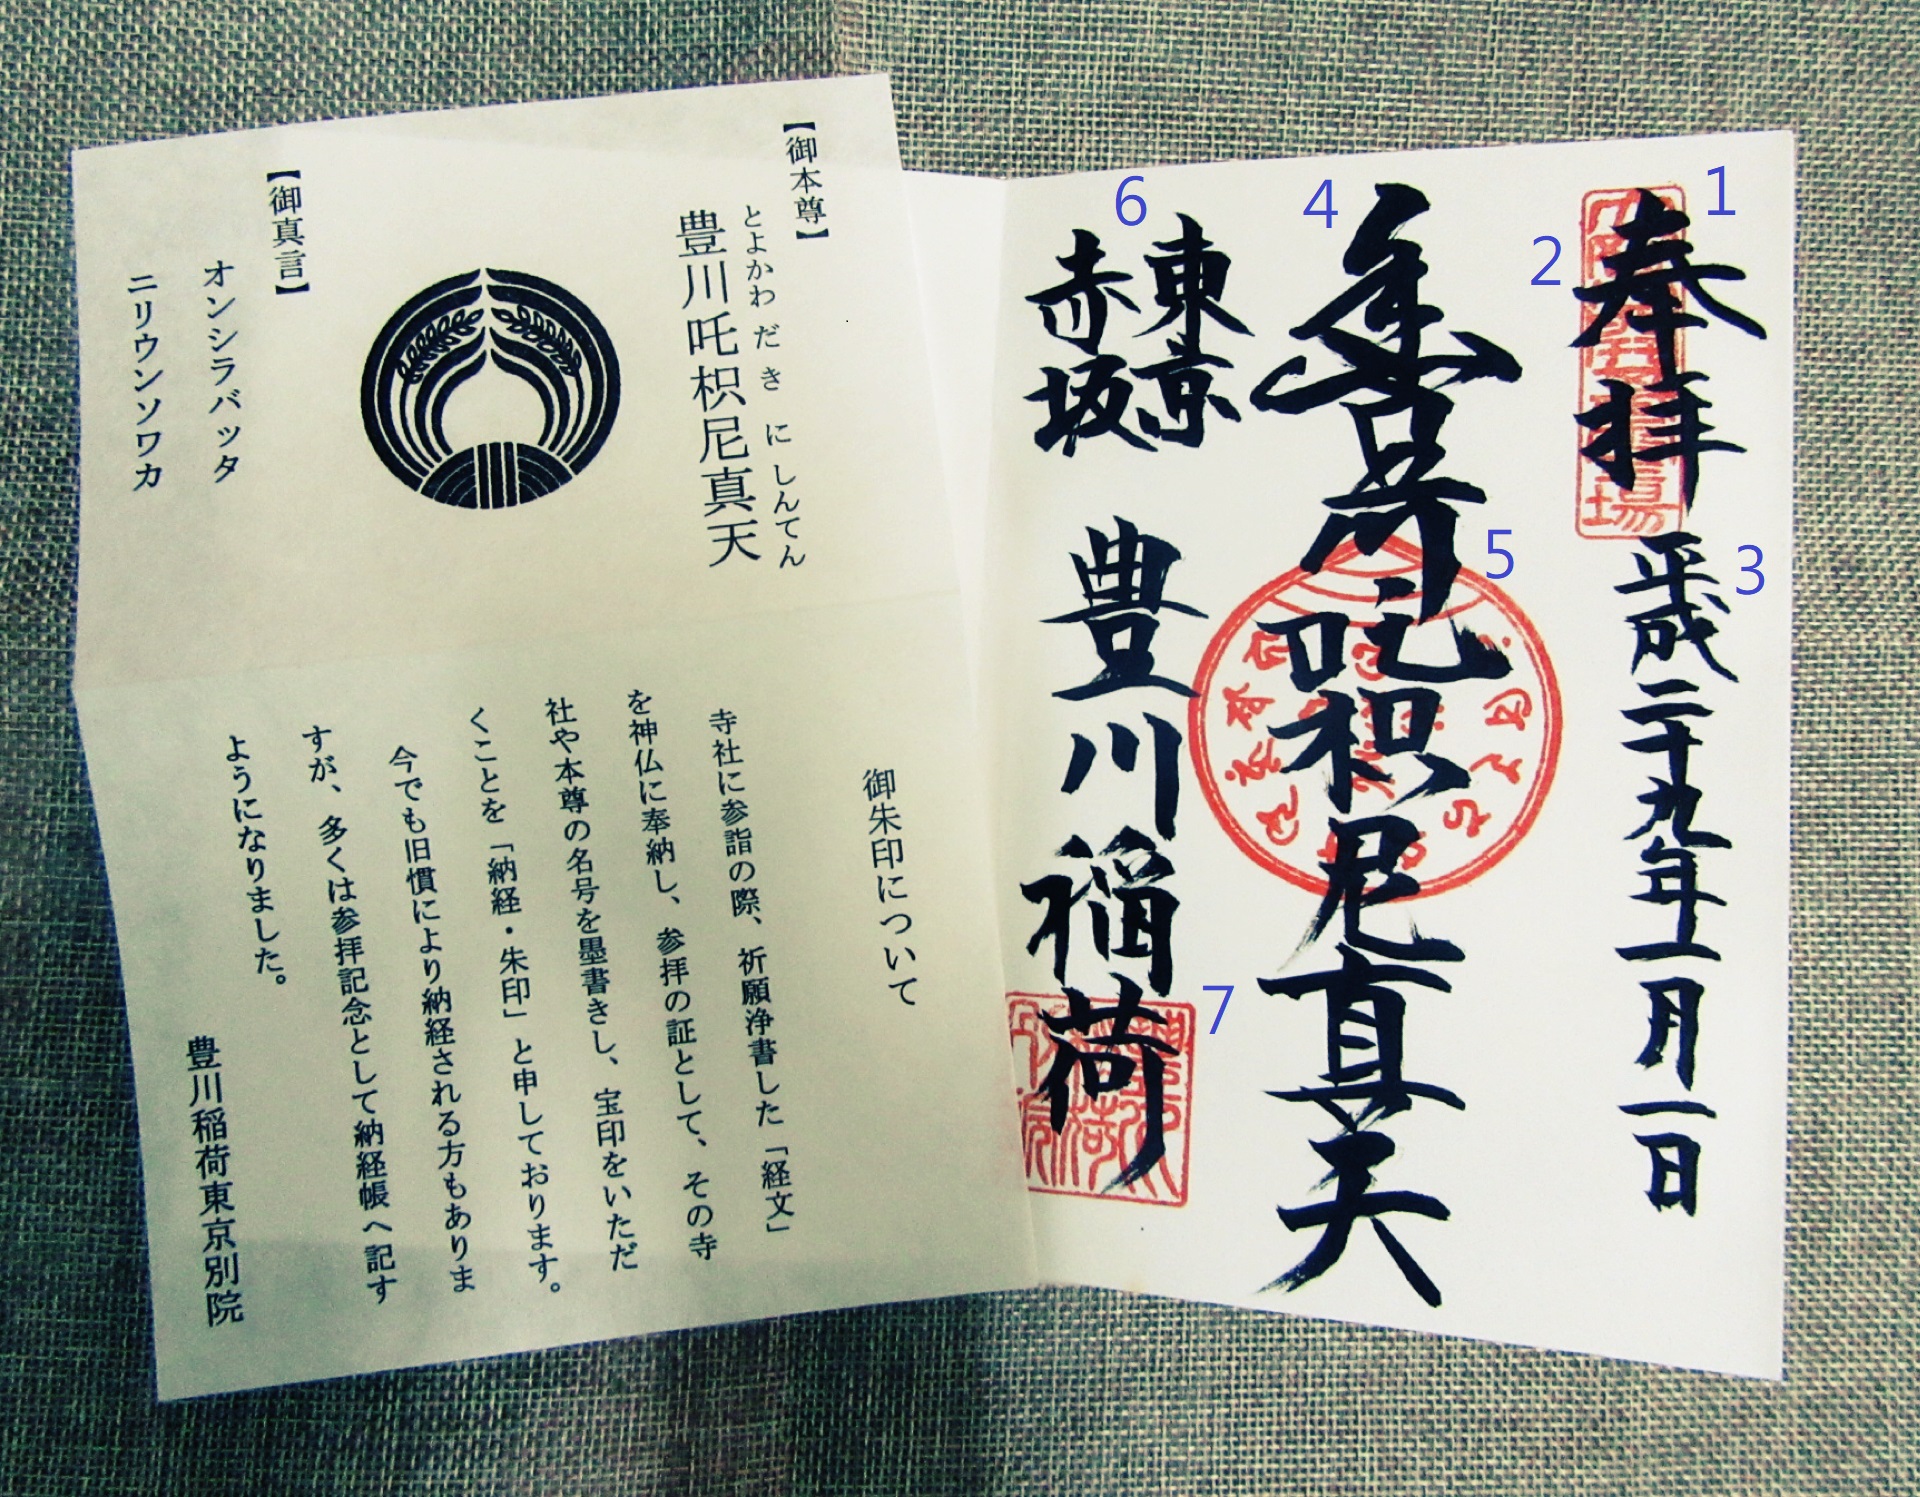 1
奉拝
2
3
平成二十九年一月一日
4
豊川吒枳尼真天
5
6
東京
赤坂
豊川稲荷
7
【御本尊】
とよかわ だ き に しんてん
豊川吒枳尼真天
【御真言】
オンシラバッタ
ニリウンソワカ
御朱印について
寺社に参詣の際、祈願浄書した「経文」
を神仏に奉納し、参拝の証として、その寺
社や本尊の名号を墨書きし、宝印をいただ
くことを「納経・朱印」と申しております。
今でも旧慣により納経される方もありま
すが、多くは参拝記念として納経帳へ記す
ようになりました。
豊川稲荷東京別院